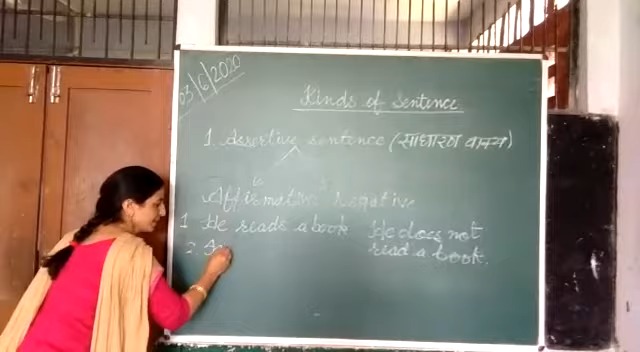 03/6/2020
Kinds of Sentence
1. Assertive sentence (साधारण वाक्य)
Affirmative Negative
1 He reads a book He does not
read a book.
2.